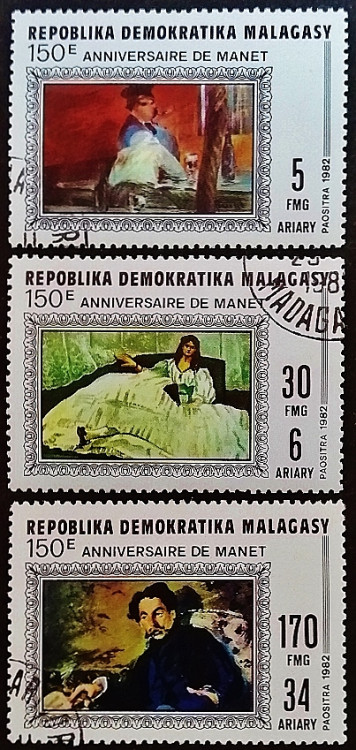 REPOBLIKA DEMOKRATIKA MALAGASY
150E ANNIVERSAIRE DE MANET
5
FMG
ARIARY
PAOSITRA 1982
REPOBLIKA DEMOKRATIKA MALAGASY
150E ANNIVERSAIRE DE MANET
30
FMG
6
ARIARY
PAOSITRA 1982
MADAGA
REPOBLIKA DEMOKRATIKA MALAGASY
150E ANNIVERSAIRE DE MANET
170
FMG
34
ARIARY
PAOSITRA 1982